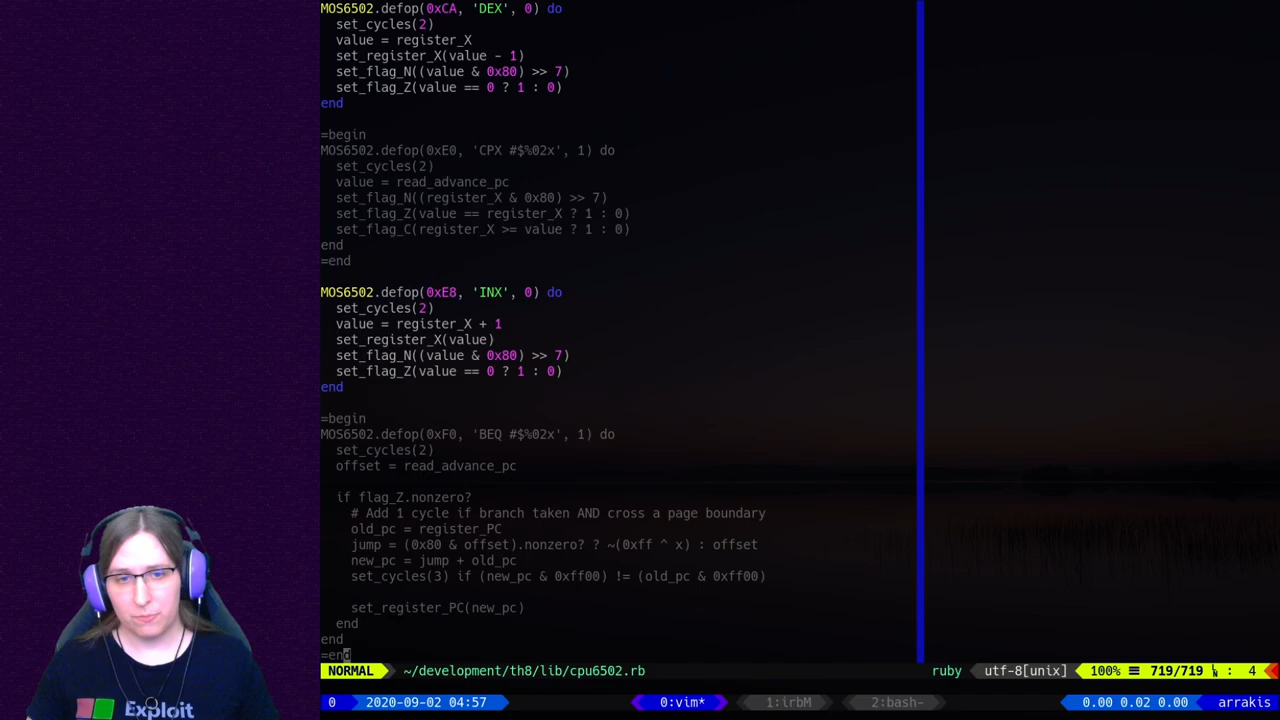 MOS6502.defop(0xCA, 'DEX', 0) do
  set_cycles(2)
  value = register_X
  set_register_X(value - 1)
  set_flag_N((value & 0x80) >> 7)
  set_flag_Z(value == 0 ? 1 : 0)
end
=begin
MOS6502.defop(0xE0, 'CPX #$%02x', 1) do
  set_cycles(2)
  value = read_advance_pc
  set_flag_N((register_X & 0x80) >> 7)
  set_flag_Z(value == register_X ? 1 : 0)
  set_flag_C(register_X >= value ? 1 : 0)
end
=end
MOS6502.defop(0xE8, 'INX', 0) do
  set_cycles(2)
  value = register_X + 1
  set_register_X(value)
  set_flag_N((value & 0x80) >> 7)
  set_flag_Z(value == 0 ? 1 : 0)
end
=begin
MOS6502.defop(0xF0, 'BEQ #$%02x', 1) do
  set_cycles(2)
  offset = read_advance_pc
  if flag_Z.nonzero?
    # Add 1 cycle if branch taken AND cross a page boundary
    old_pc = register_PC
    jump = (0x80 & offset).nonzero? ? ~(0xff ^ x) : offset
    new_pc = jump + old_pc
    set_cycles(3) if (new_pc & 0xff00) != (old_pc & 0xff00)
    set_register_PC(new_pc)
  end
end
=end
NORMAL ~/development/th8/lib/cpu6502.rb ruby utf-8[unix] 100% ☰ 719/719 ㏑ : 4
0 2020-09-02 04:57 0:vim* 1:irbM 2:bash- 0.00 0.02 0.00 arrakis
Exploit